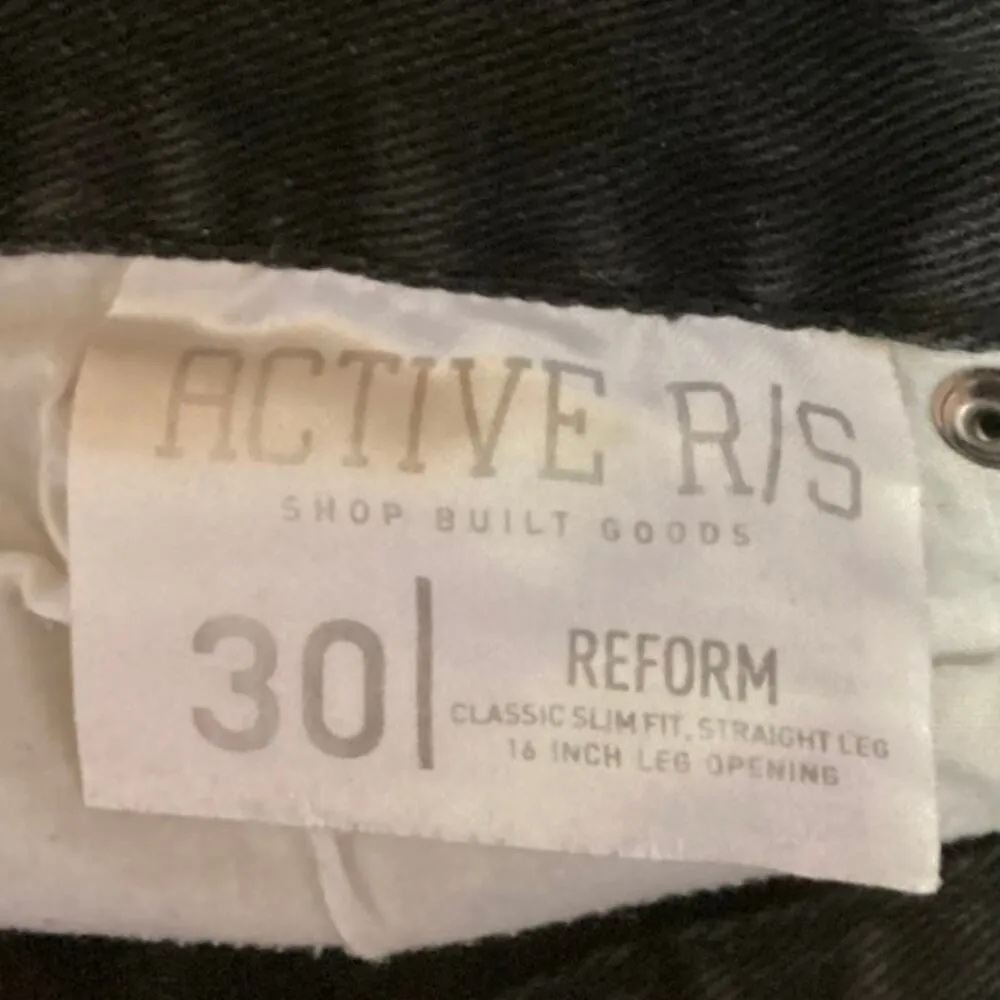 ACTIVE R/S
SHOP BUILT GOODS
30
REFORM
CLASSIC SLIM FIT, STRAIGHT LEG
16 INCH LEG OPENING